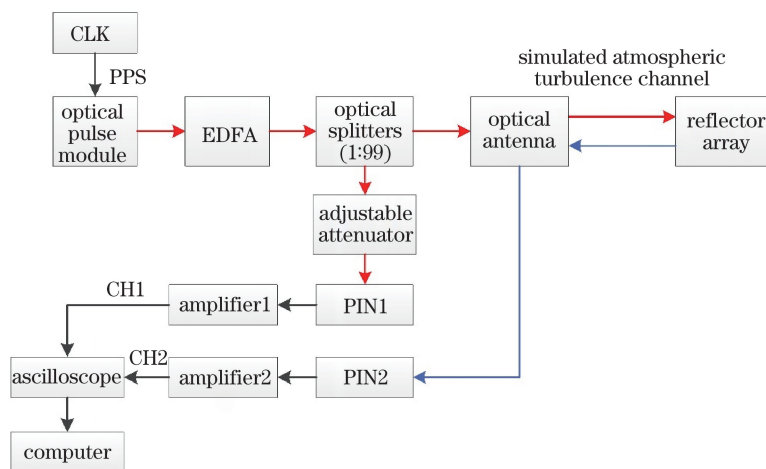 CLK
PPS
optical
pulse
module
EDFA
optical
splitters
(1:99)
optical
antenna
simulated atmospheric
turbulence channel
reflector
array
adjustable
attenuator
CH1
amplifier1
PIN1
ascilloscope
CH2
amplifier2
PIN2
computer